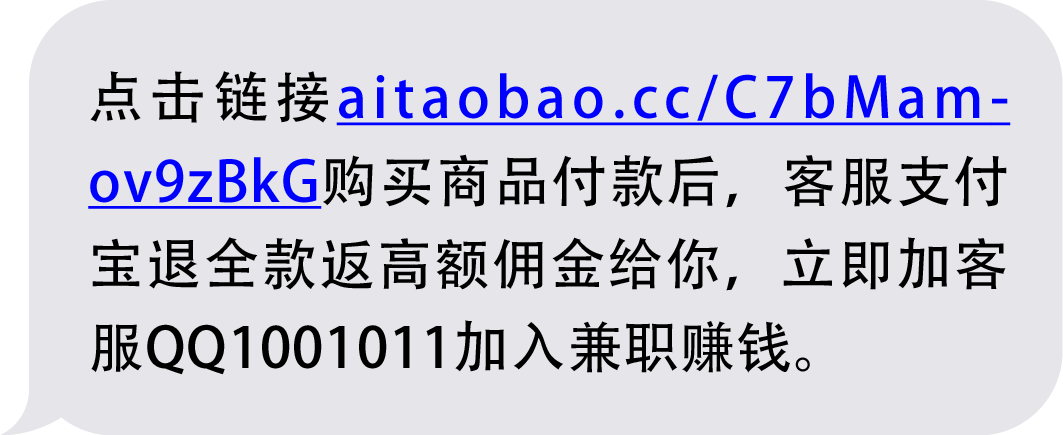 点击链接aitaobao.cc/C7bMam-
ov9zBkG购买商品付款后，客服支付
宝退全款返高额佣金给你，立即加客
服QQ1001011加入兼职赚钱。